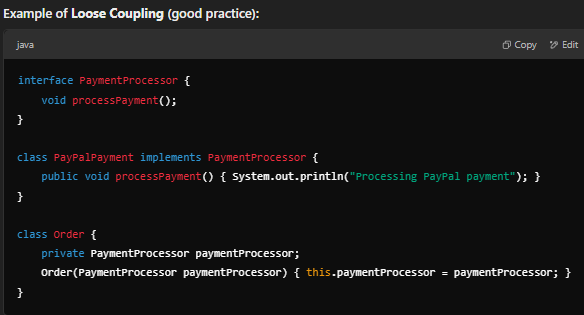 Example of Loose Coupling (good practice):
java
Copy
Edit
interface PaymentProcessor {
    void processPayment();
}
class PayPalPayment implements PaymentProcessor {
    public void processPayment() { System.out.println("Processing PayPal payment"); }
}
class Order {
    private PaymentProcessor paymentProcessor;
    Order(PaymentProcessor paymentProcessor) { this.paymentProcessor = paymentProcessor; }
}